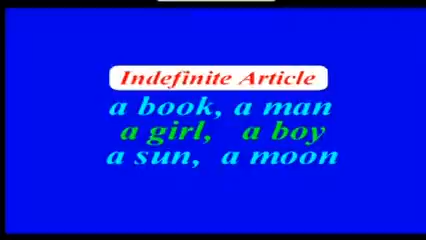 Indefinite Article
a book, a man
a girl, a boy
a sun, a moon